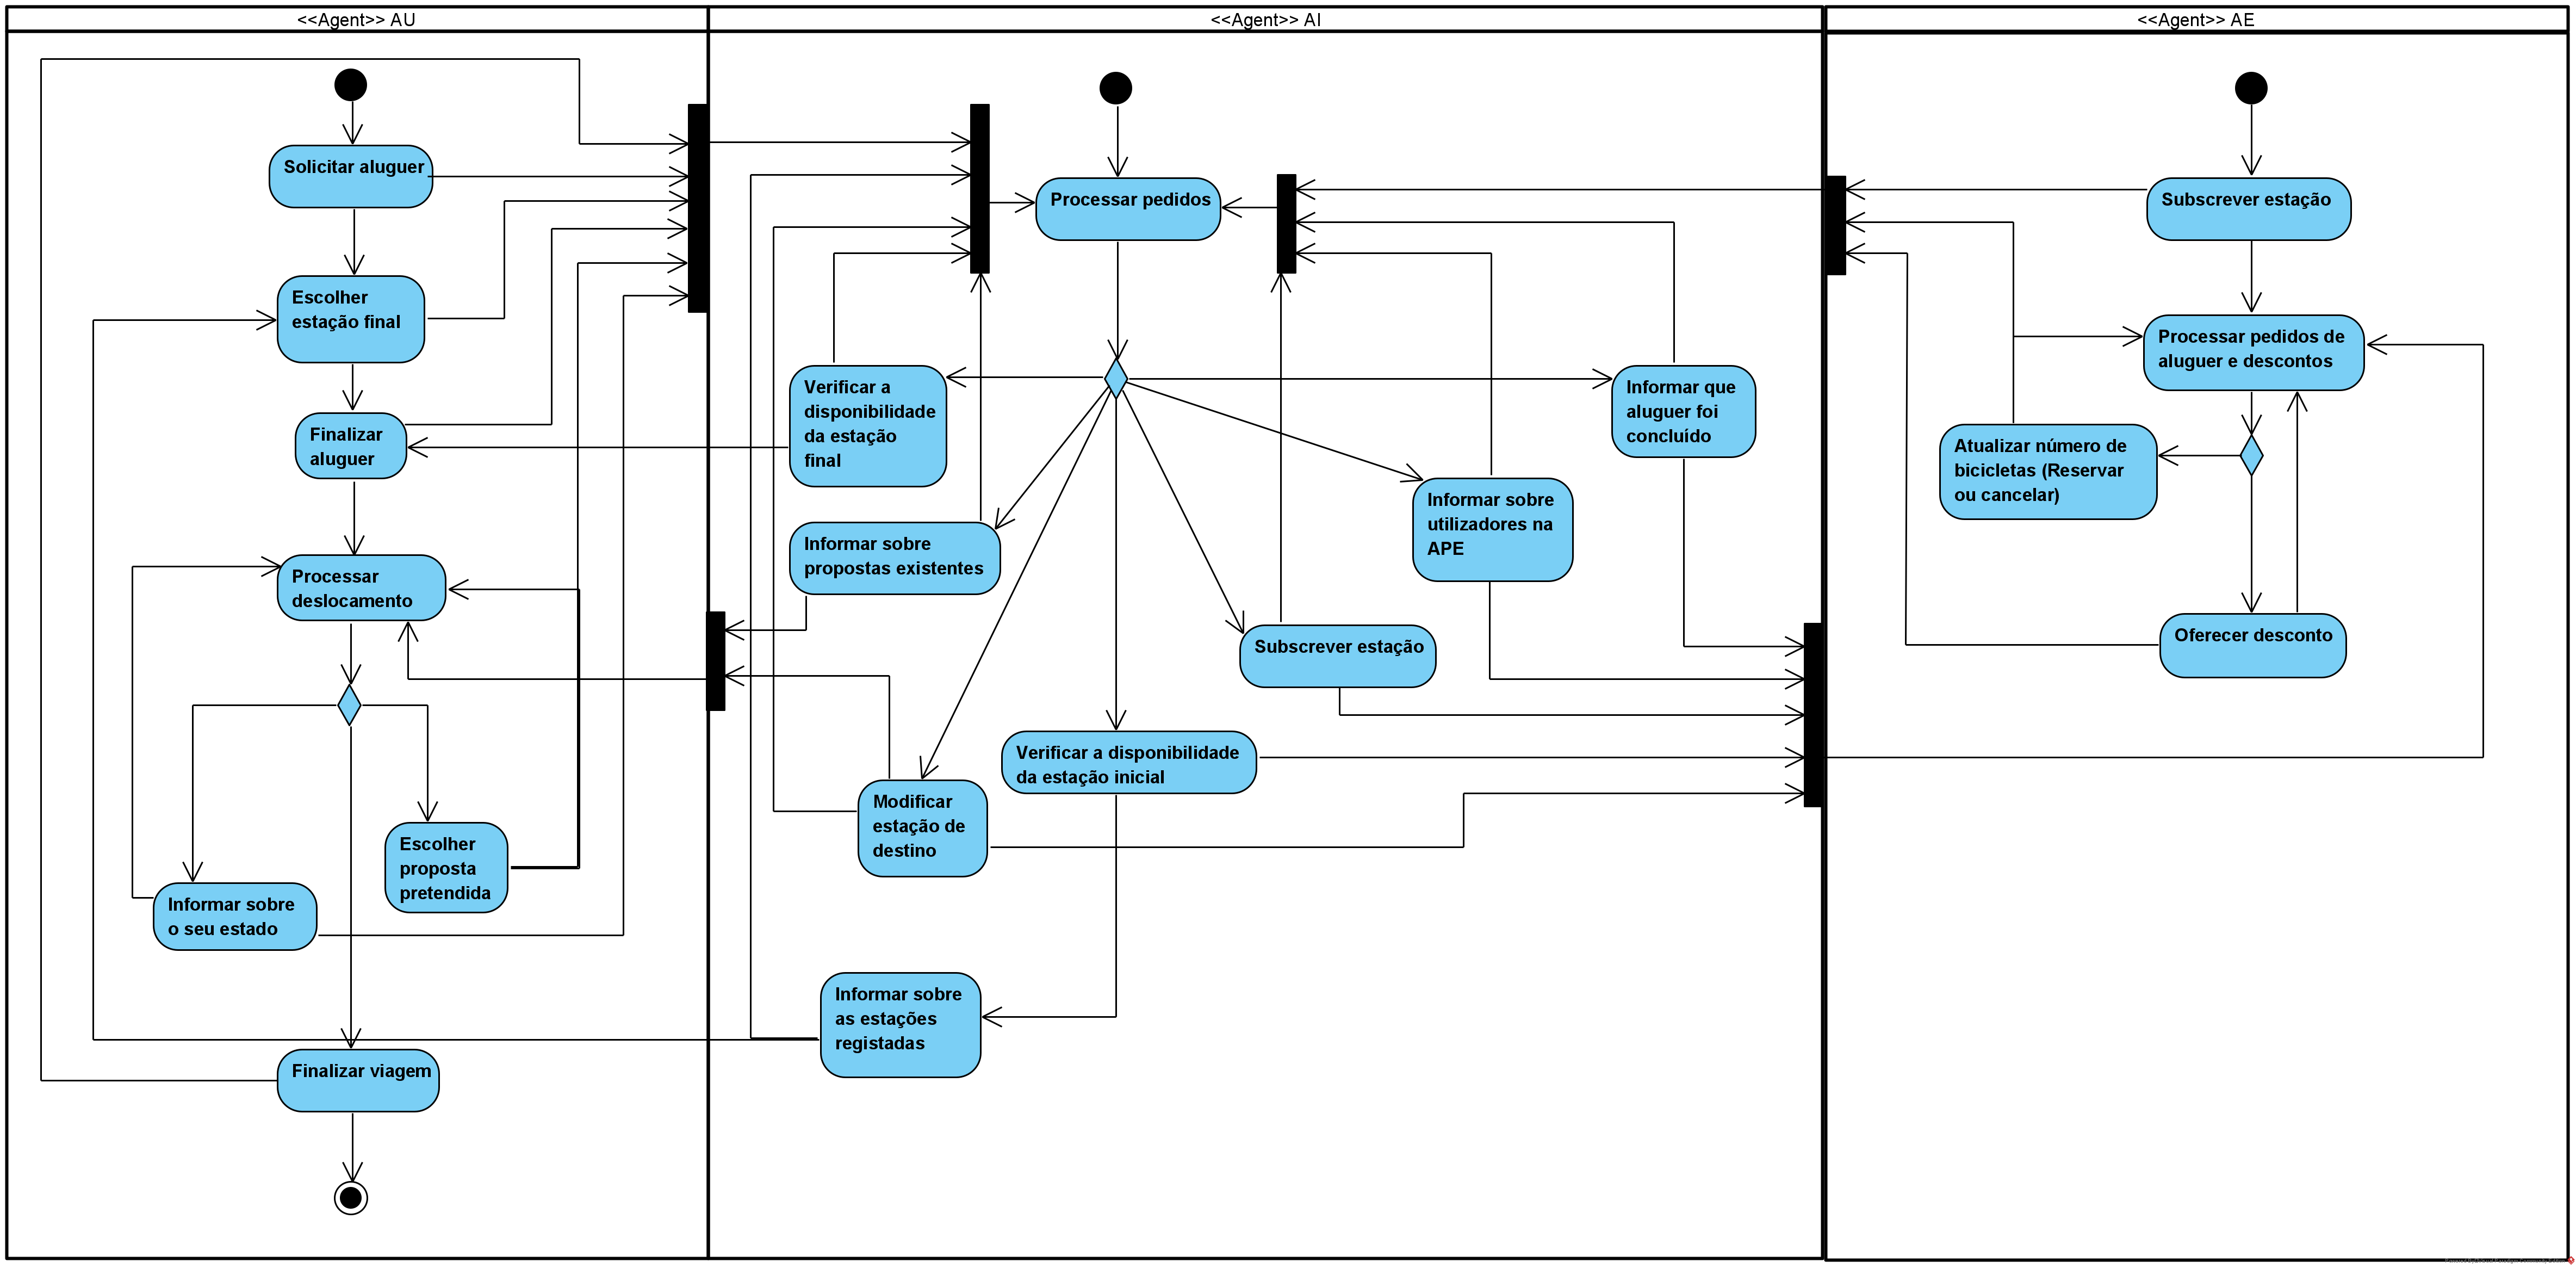 <<Agent>> AU
<<Agent>> AI
<<Agent>> AE
Solicitar aluguer
Escolher
estação final
Finalizar
aluguer
Processar
deslocamento
Escolher
proposta
pretendida
Informar sobre
o seu estado
Finalizar viagem
Processar pedidos
Verificar a
disponibilidade
da estação
final
Informar sobre
propostas existentes
Modificar
estação de
destino
Verificar a disponibilidade
da estação inicial
Informar sobre
as estações
registadas
Subscrever estação
Informar sobre
utilizadores na
APE
Informar que
aluguer foi
concluído
Subscrever estação
Processar pedidos de
aluguer e descontos
Atualizar número de
bicicletas (Reservar
ou cancelar)
Oferecer desconto